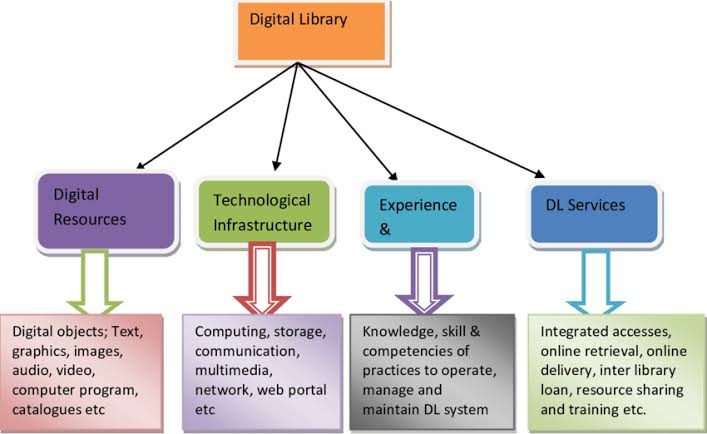 Digital Library
Digital
Resources
Technological
Infrastructure
Experience
&
DL Services
Digital objects; Text,
graphics, images,
audio, video,
computer program,
catalogues etc
Computing, storage,
communication,
multimedia,
network, web portal
etc
Knowledge, skill &
competencies of
practices to operate,
manage and
maintain DL system
Integrated accesses,
online retrieval, online
delivery, inter library
loan, resource sharing
and training etc.